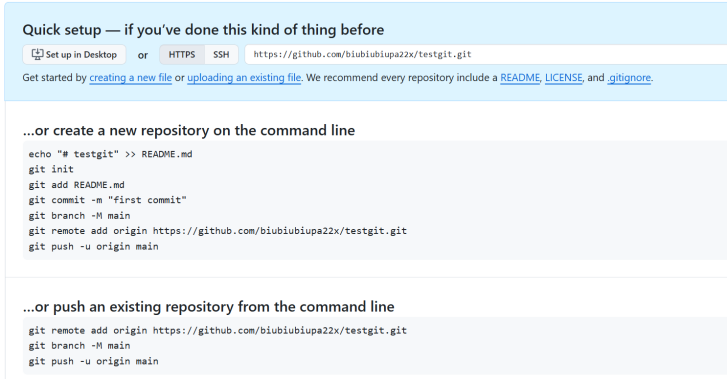 Quick setup — if you’ve done this kind of thing before
Set up in Desktop or HTTPS SSH https://github.com/biubiubiupa22x/testgit.git
Get started by creating a new file or uploading an existing file. We recommend every repository include a README, LICENSE, and .gitignore.
…or create a new repository on the command line
echo "# testgit" >> README.md
git init
git add README.md
git commit -m "first commit"
git branch -M main
git remote add origin https://github.com/biubiubiupa22x/testgit.git
git push -u origin main
…or push an existing repository from the command line
git remote add origin https://github.com/biubiubiupa22x/testgit.git
git branch -M main
git push -u origin main